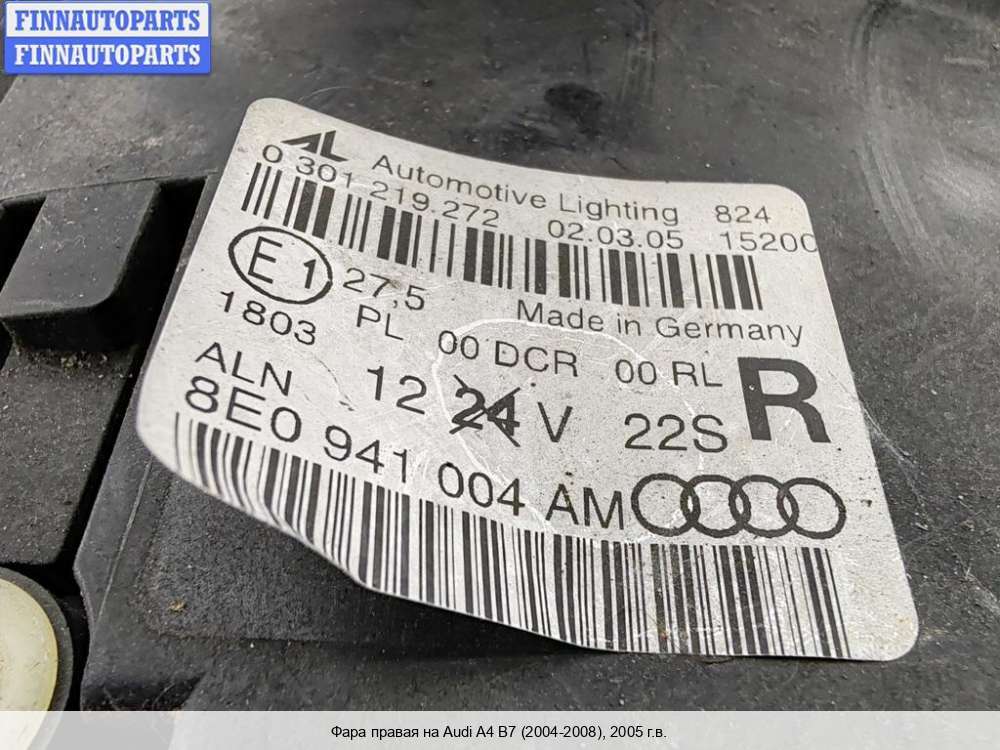 FINNAUTOPARTS
FINNAUTOPARTS
AL Automotive Lighting 824
0 301 219.272 02.03.05 15200
E1 27,5 Made in Germany
1803 PL 00 DCR 00 RL R
ALN 12 24 V 22S
8E0 941 004 AM
Фара правая на Audi A4 B7 (2004-2008), 2005 г.в.